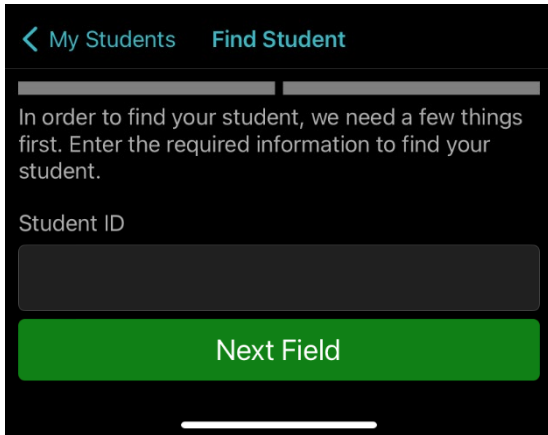 My Students Find Student
In order to find your student, we need a few things
first. Enter the required information to find your
student.
Student ID
Next Field